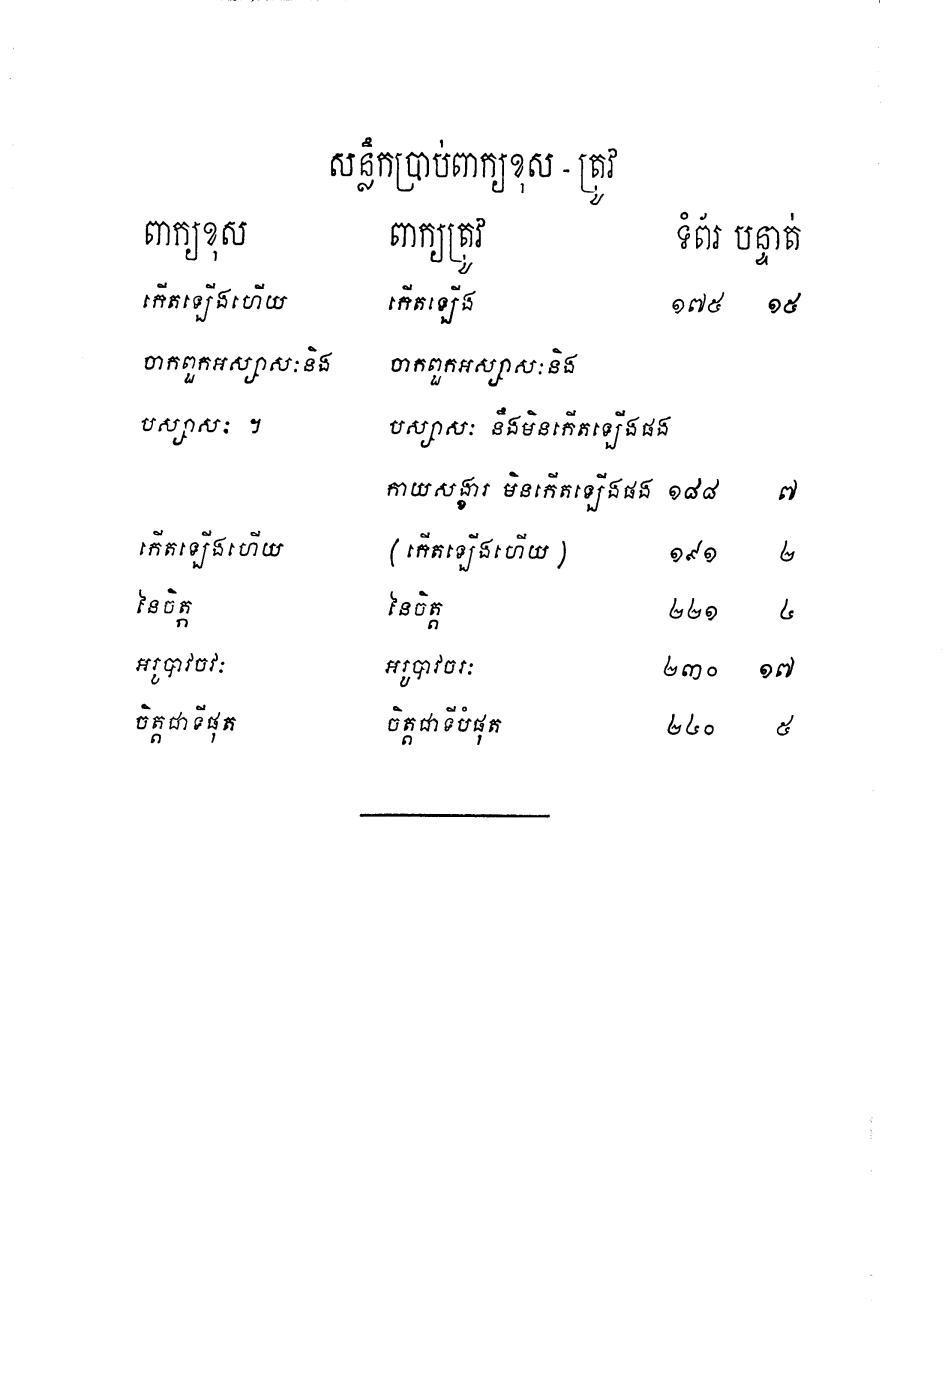 សន្លឹកប្រាប់ពាក្យខុស - ត្រូវ
ពាក្យខុស ពាក្យត្រូវ ទំព័រ បន្ទាត់
កើតឡើងហើយ កើតឡើង ១៧៥ ១៥
ចាកពួកអស្សាសៈនិង ចាកពួកអស្សាសៈនិង
បស្សាសៈ ។ បស្សាសៈ នឹងមិនកើតឡើងផង
កាយសង្ខារ មិនកើតឡើងផង ១៨៨ ៧
កើតឡើងហើយ ( កើតឡើងហើយ ) ១៩១ ២
នៃចិត្ត នៃចិត្ត ២២១ ៤
អរូបាវចវៈ អរូបាវចរៈ ២៣០ ១៧
ចិត្តជាទីផុត ចិត្តជាទីបំផុត ២៤០ ៥